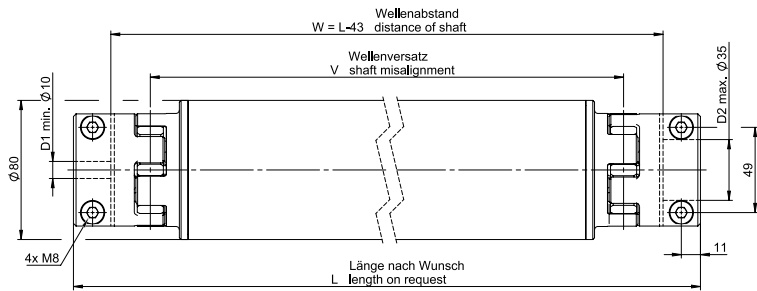 Wellenabstand
W = L-43 distance of shaft
Wellenversatz
V shaft misalignment
D1 min. Ø10
D2 max. Ø35
Ø80
49
11
4x M8
Länge nach Wunsch
L length on request